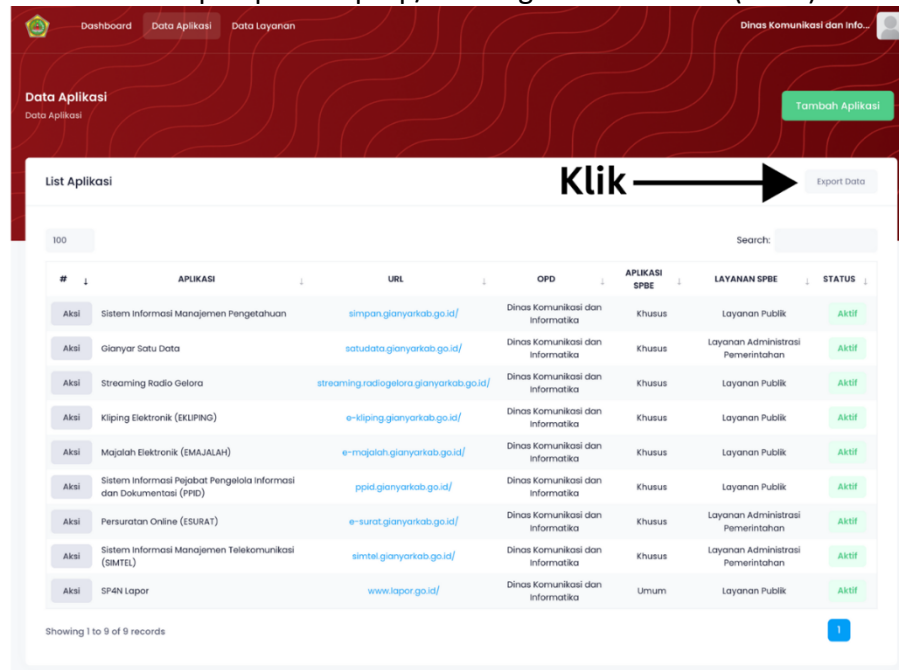 Dashboard Data Aplikasi Data Layanan Dinas Komunikasi dan Info...
Data Aplikasi
Data Aplikasi
Tambah Aplikasi
List Aplikasi
Klik
Export Data
100
Search:
# APLIKASI URL OPD APLIKASI SPBE LAYANAN SPBE STATUS
Aksi Sistem Informasi Manajemen Pengetahuan simpan.gianyarkab.go.id/ Dinas Komunikasi dan Informatika Khusus Layanan Publik Aktif
Aksi Gianyar Satu Data satudata.gianyarkab.go.id/ Dinas Komunikasi dan Informatika Khusus Layanan Administrasi Pemerintahan Aktif
Aksi Streaming Radio Gelora streaming.radiogelora.gianyarkab.go.id/ Dinas Komunikasi dan Informatika Khusus Layanan Publik Aktif
Aksi Kliping Elektronik (EKLIPING) e-kliping.gianyarkab.go.id/ Dinas Komunikasi dan Informatika Khusus Layanan Publik Aktif
Aksi Majalah Elektronik (EMAJALAH) e-majalah.gianyarkab.go.id/ Dinas Komunikasi dan Informatika Khusus Layanan Publik Aktif
Aksi Sistem Informasi Pejabat Pengelola Informasi dan Dokumentasi (PPID) ppid.gianyarkab.go.id/ Dinas Komunikasi dan Informatika Khusus Layanan Publik Aktif
Aksi Persuratan Online (ESURAT) e-surat.gianyarkab.go.id/ Dinas Komunikasi dan Informatika Khusus Layanan Administrasi Pemerintahan Aktif
Aksi Sistem Informasi Manajemen Telekomunikasi (SIMTEL) simtel.gianyarkab.go.id/ Dinas Komunikasi dan Informatika Khusus Layanan Administrasi Pemerintahan Aktif
Aksi SP4N Lapor www.lapor.go.id/ Dinas Komunikasi dan Informatika Umum Layanan Publik Aktif
Showing 1 to 9 of 9 records
1